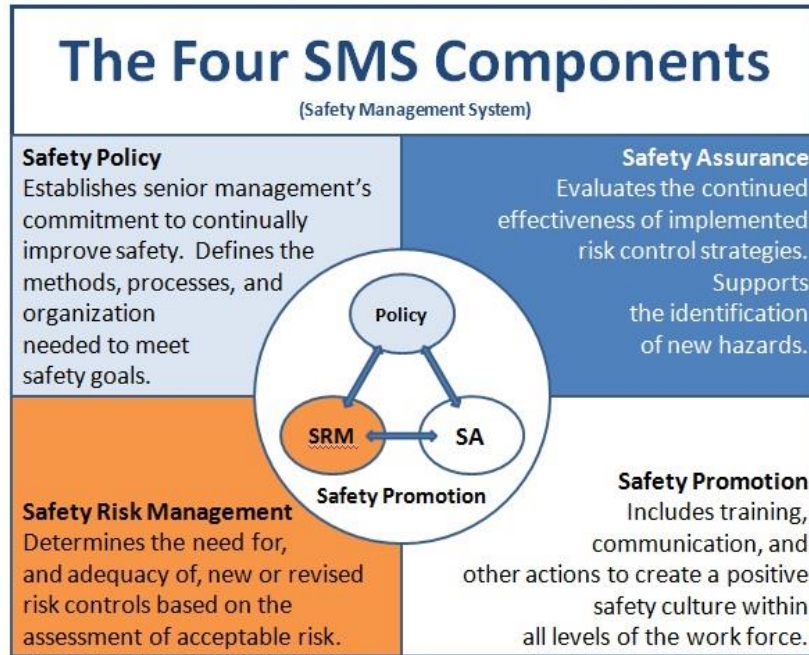 The Four SMS Components
(Safety Management System)
Safety Policy
Establishes senior management’s
commitment to continually
improve safety.  Defines the
methods, processes, and
organization
needed to meet
safety goals.
Safety Assurance
Evaluates the continued
effectiveness of implemented
risk control strategies.
Supports
the identification
of new hazards.
Policy
SRM
SA
Safety Promotion
Safety Risk Management
Determines the need for,
and adequacy of, new or revised
risk controls based on the
assessment of acceptable risk.
Safety Promotion
Includes training,
communication, and
other actions to create a positive
safety culture within
all levels of the work force.